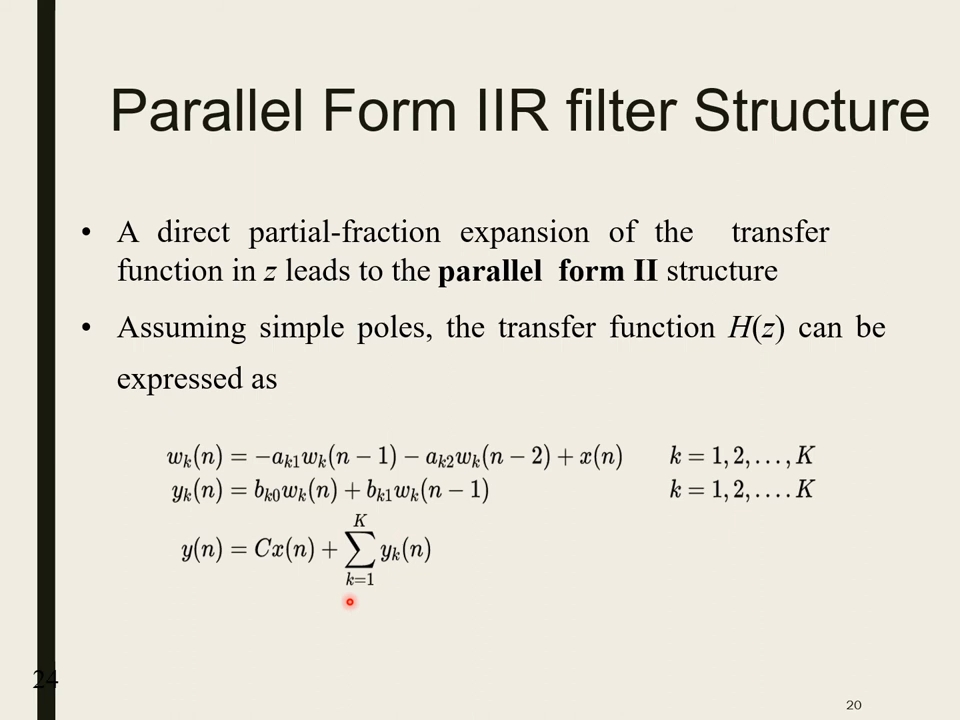 Parallel Form IIR filter Structure
• A direct partial-fraction expansion of the transfer
function in z leads to the parallel form II structure
• Assuming simple poles, the transfer function H(z) can be
expressed as
wₖ(n) = −aₖ₁wₖ(n − 1) − aₖ₂wₖ(n − 2) + x(n) k = 1, 2, . . . , K
yₖ(n) = bₖ₀wₖ(n) + bₖ₁wₖ(n − 1) k = 1, 2, . . . . K
y(n) = Cx(n) + ∑ₖ₌₁ᴷ yₖ(n)
24
20